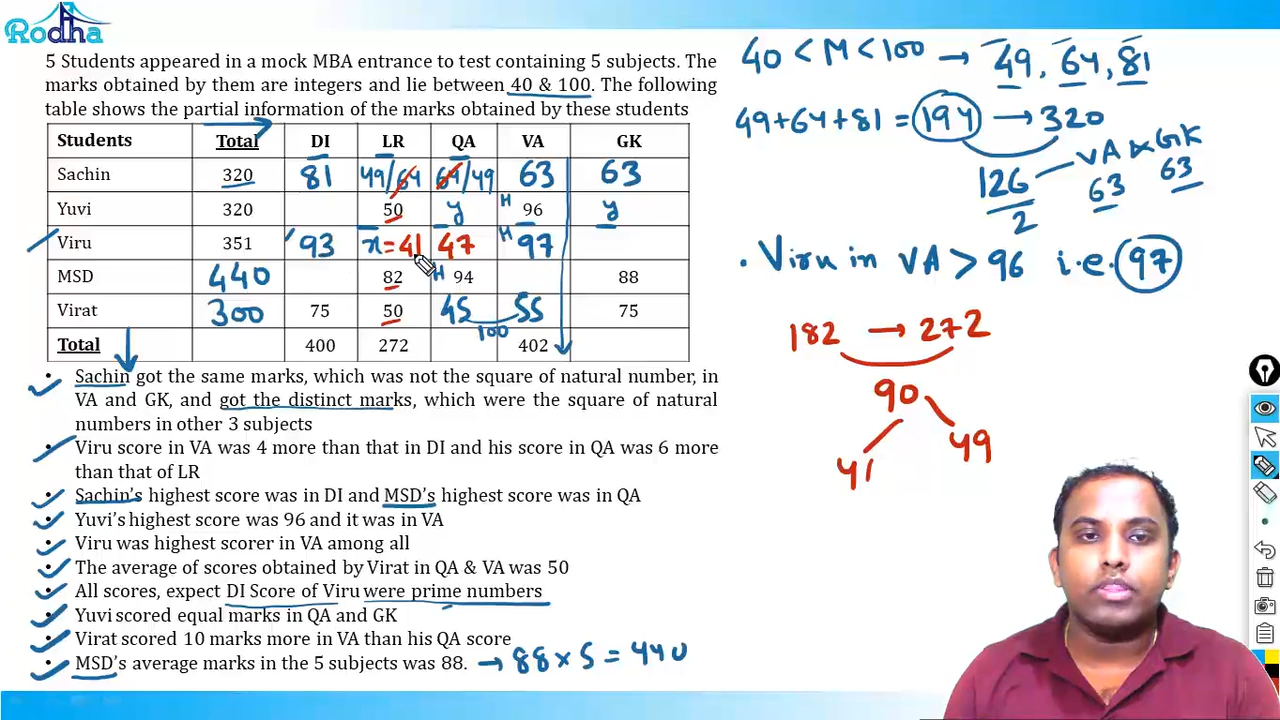 Rodha
5 Students appeared in a mock MBA entrance to test containing 5 subjects. The
marks obtained by them are integers and lie between 40 & 100. The following
table shows the partial information of the marks obtained by these students
Students Total DI LR QA VA GK
Sachin 320 81 49/64 64/49 63 63
Yuvi 320 50 y H 96 y
Viru 351 93 x = 41 47 H 97
MSD 440 82 H 94 88
Virat 300 75 50 45 55 75
100
Total 400 272 402
• Sachin got the same marks, which was not the square of natural number, in
VA and GK, and got the distinct marks, which were the square of natural
numbers in other 3 subjects
• Viru score in VA was 4 more than that in DI and his score in QA was 6 more
than that of LR
• Sachin's highest score was in DI and MSD's highest score was in QA
• Yuvi's highest score was 96 and it was in VA
• Viru was highest scorer in VA among all
• The average of scores obtained by Virat in QA & VA was 50
• All scores, expect DI Score of Viru were prime numbers
• Yuvi scored equal marks in QA and GK
• Virat scored 10 marks more in VA than his QA score
• MSD's average marks in the 5 subjects was 88. → 88 × 5 = 440
40 < M < 100 → 49, 64, 81
49+64+81 = 194 → 320
126 VA & GK
2 63 63
• Viru in VA > 96 i.e. 97
182 → 272
90
41 49